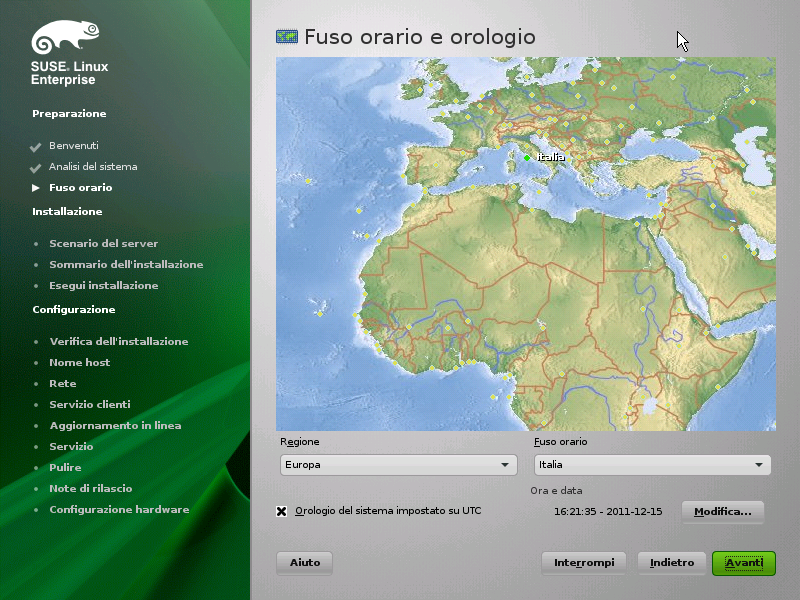 SUSE Linux
Enterprise
Preparazione
Benvenuti
Analisi del sistema
Fuso orario
Installazione
Scenario del server
Sommario dell'installazione
Esegui installazione
Configurazione
Verifica dell'installazione
Nome host
Rete
Servizio clienti
Aggiornamento in linea
Servizio
Pulire
Note di rilascio
Configurazione hardware
Fuso orario e orologio
Italia
Regione
Fuso orario
Europa
Italia
Ora e data
Orologio del sistema impostato su UTC
16:21:35 - 2011-12-15
Modifica...
Aiuto
Interrompi
Indietro
Avanti